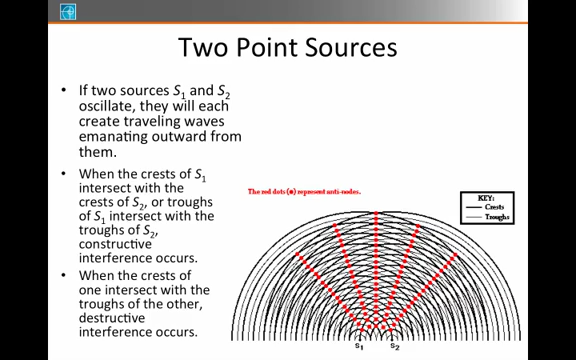 Two Point Sources
• If two sources S1 and S2
oscillate, they will each
create traveling waves
emanating outward from
them.
• When the crests of S1
intersect with the
crests of S2, or troughs
of S1 intersect with the
troughs of S2,
constructive
interference occurs.
• When the crests of
one intersect with the
troughs of the other,
destructive
interference occurs.
The red dots (●) represent anti-nodes.
KEY:
Crests
Troughs
S1
S2